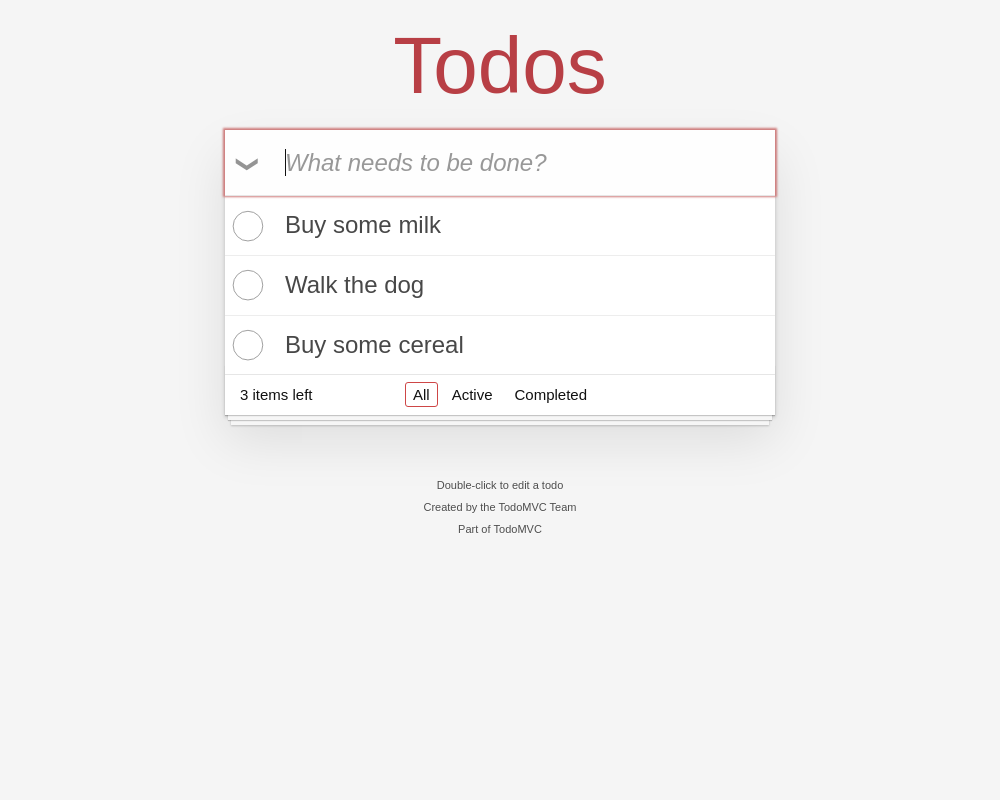 Todos
What needs to be done?
Buy some milk
Walk the dog
Buy some cereal
3 items left All Active Completed
Double-click to edit a todo
Created by the TodoMVC Team
Part of TodoMVC